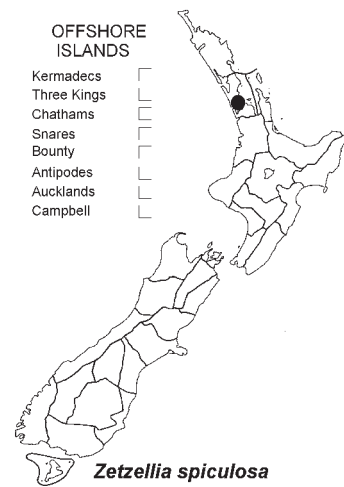 OFFSHORE
ISLANDS
Kermadecs
Three Kings
Chathams
Snares
Bounty
Antipodes
Aucklands
Campbell
Zetzellia spiculosa